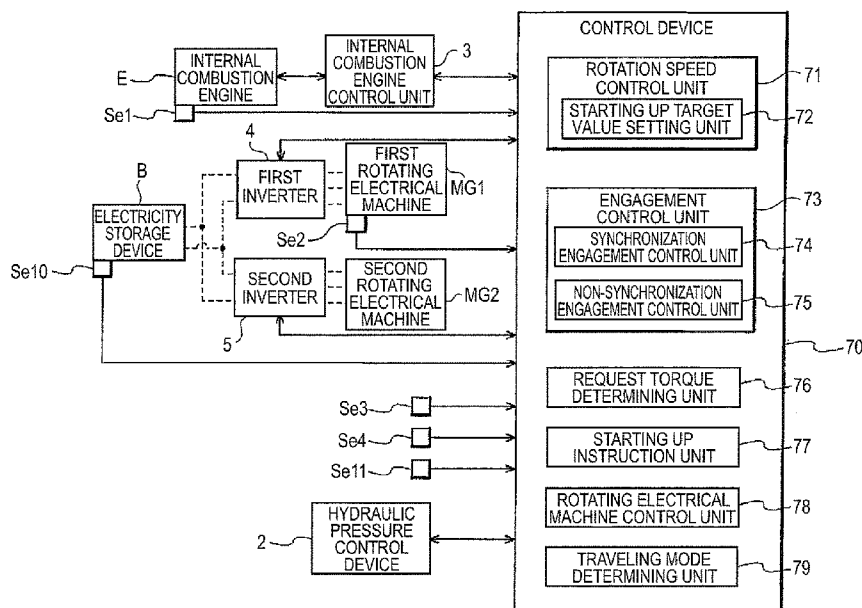 CONTROL DEVICE
E
INTERNAL
COMBUSTION
ENGINE
INTERNAL
COMBUSTION
ENGINE
CONTROL UNIT
3
Se1
ROTATION SPEED
CONTROL UNIT
71
STARTING UP TARGET
VALUE SETTING UNIT
72
4
FIRST
INVERTER
FIRST
ROTATING
ELECTRICAL
MACHINE
MG1
Se2
B
ELECTRICITY
STORAGE
DEVICE
Se10
SECOND
INVERTER
5
SECOND
ROTATING
ELECTRICAL
MACHINE
MG2
ENGAGEMENT
CONTROL UNIT
73
SYNCHRONIZATION
ENGAGEMENT CONTROL UNIT
74
NON-SYNCHRONIZATION
ENGAGEMENT CONTROL UNIT
75
70
Se3
Se4
Se11
REQUEST TORQUE
DETERMINING UNIT
76
STARTING UP
INSTRUCTION UNIT
77
2
HYDRAULIC
PRESSURE
CONTROL
DEVICE
ROTATING ELECTRICAL
MACHINE CONTROL UNIT
78
TRAVELING MODE
DETERMINING UNIT
79